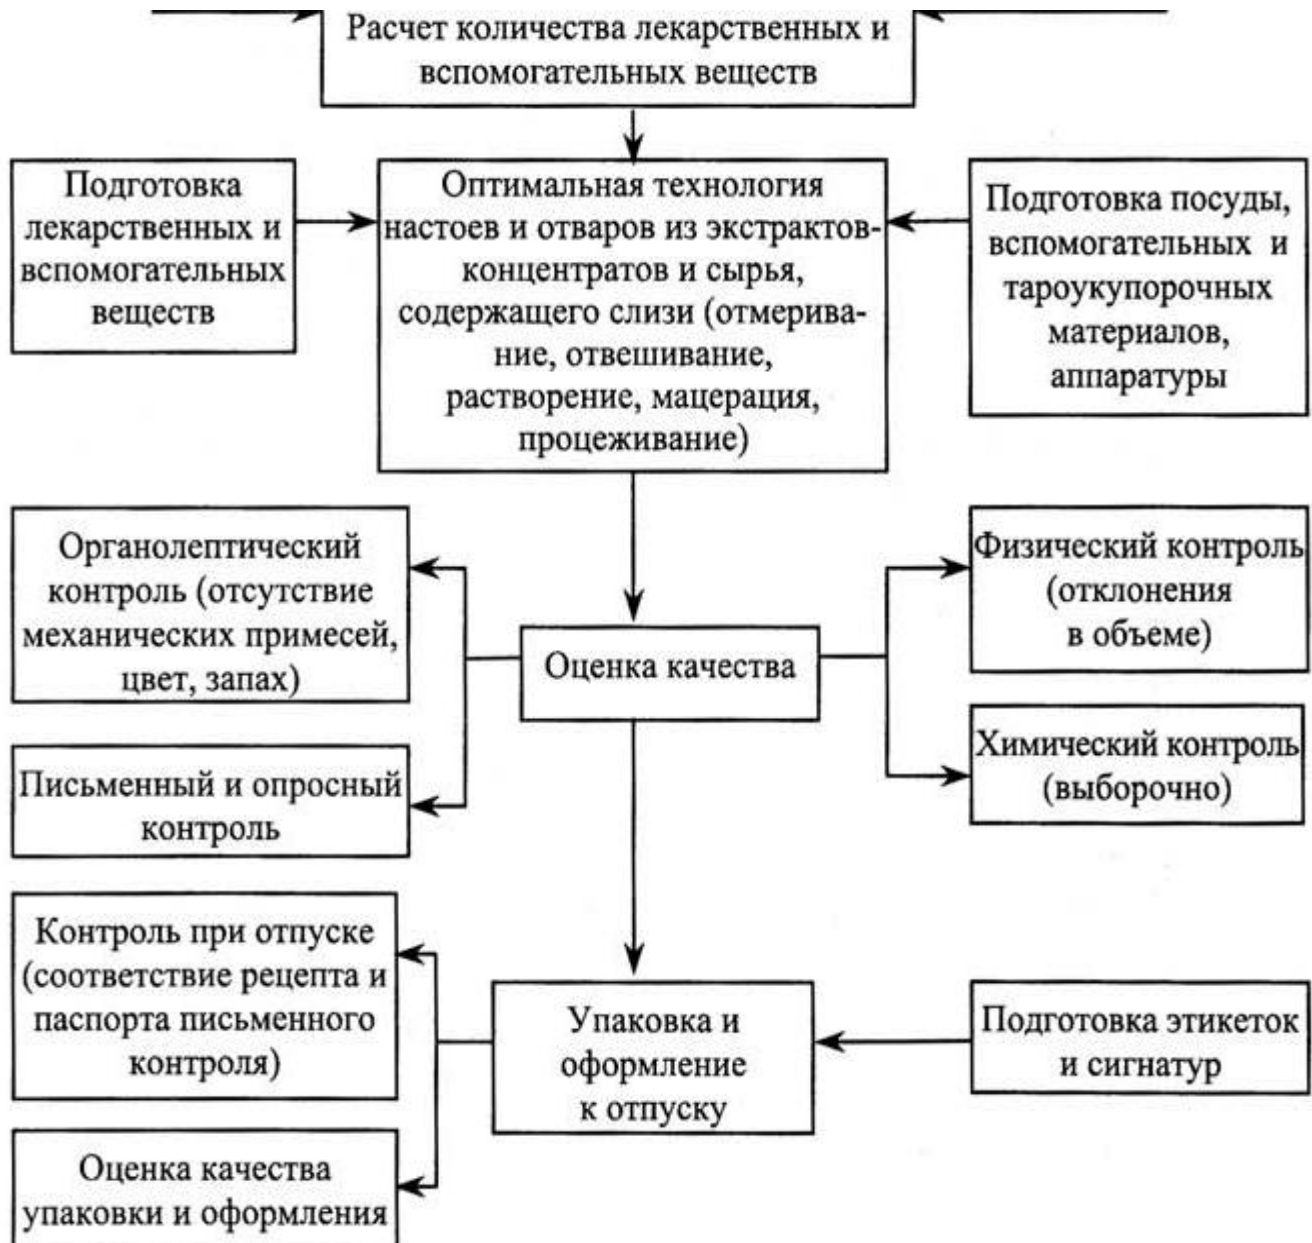 Расчет количества лекарственных и
вспомогательных веществ
Подготовка
лекарственных и
вспомогательных
веществ
Оптимальная технология
настоев и отваров из экстрактов-
концентратов и сырья,
содержащего слизи (отмерива-
ние, отвешивание,
растворение, мацерация,
процеживание)
Подготовка посуды,
вспомогательных и
тароукупорочных
материалов,
аппаратуры
Органолептический
контроль (отсутствие
механических примесей,
цвет, запах)
Оценка качества
Физический контроль
(отклонения
в объеме)
Письменный и опросный
контроль
Химический контроль
(выборочно)
Контроль при отпуске
(соответствие рецепта и
паспорта письменного
контроля)
Упаковка и
оформление
к отпуску
Подготовка этикеток
и сигнатур
Оценка качества
упаковки и оформления